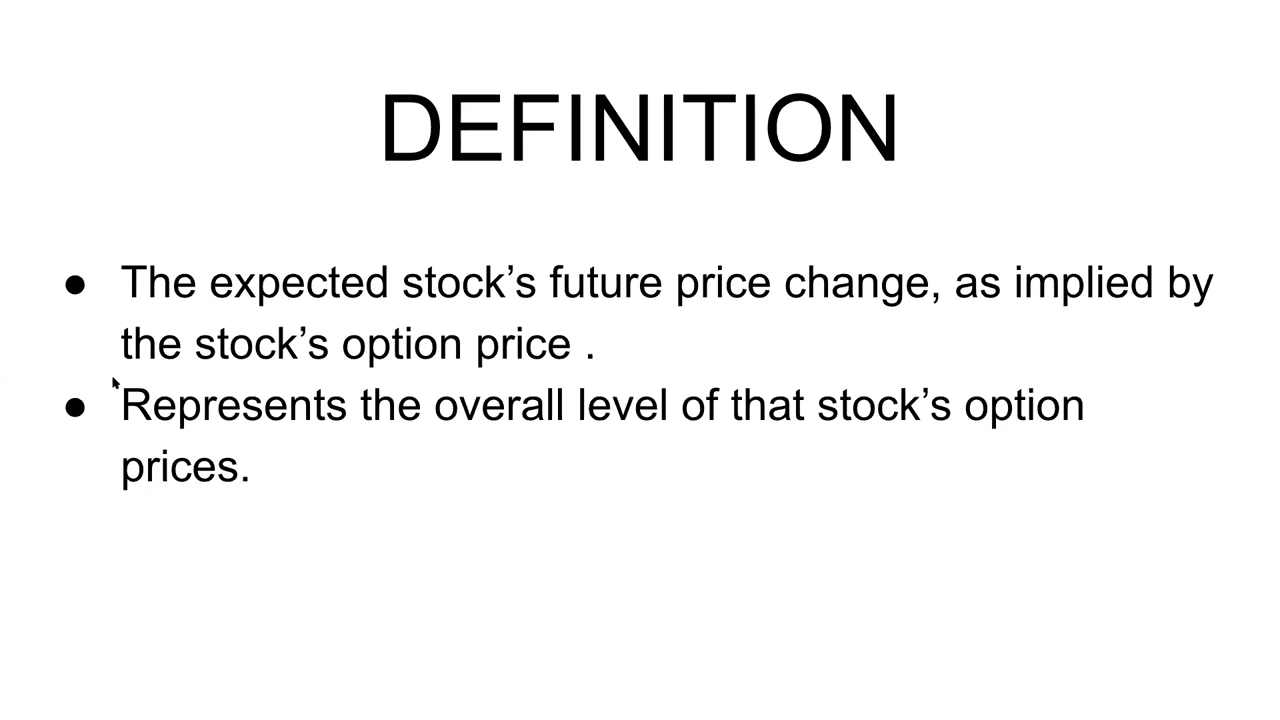 DEFINITION
● The expected stock’s future price change, as implied by
the stock’s option price .
● Represents the overall level of that stock’s option
prices.